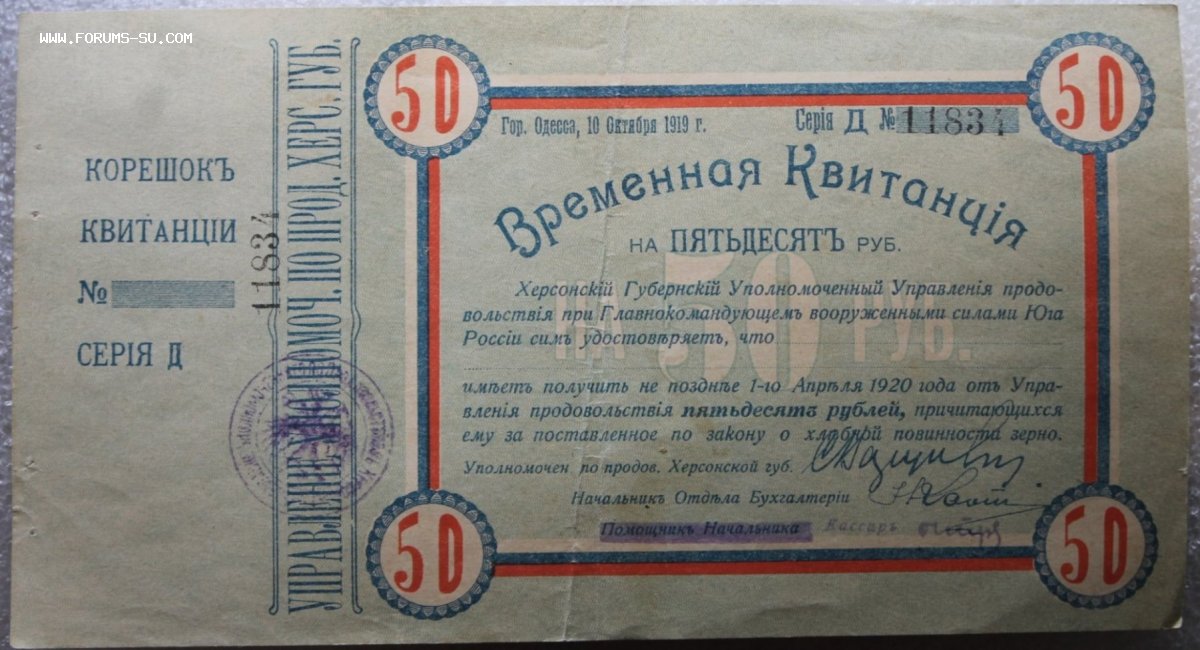 www.forums-su.com
КОРЕШОКЪ
КВИТАНЦІИ
№
СЕРІЯ Д
11834
УПРАВЛЕНІЕ УПОЛНОМОЧ. ПО ПРОД. ХЕРС. ГУБ.
50
50
Гор. Одесса, 10 Октября 1919 г.
Серія Д № 11834
Временная Квитанція
НА ПЯТЬДЕСЯТЪ РУБ.
НА 50 РУБ.
Херсонскій Губернскій Уполномоченный Управленія продо-
вольствія при Главнокомандующемъ вооруженными силами Юга
Россіи симъ удостовѣряетъ, что
имѣетъ получить не позднѣе 1-го Апрѣля 1920 года отъ Упра-
вленія продовольствія пятьдесятъ рублей, причитающихся
ему за поставленное по закону о хлѣбной повинности зерно.
Уполномочен. по продов. Херсонской губ.
Начальникъ Отдѣла Бухгалтеріи
Помощникъ Начальника Кассиръ
50
50